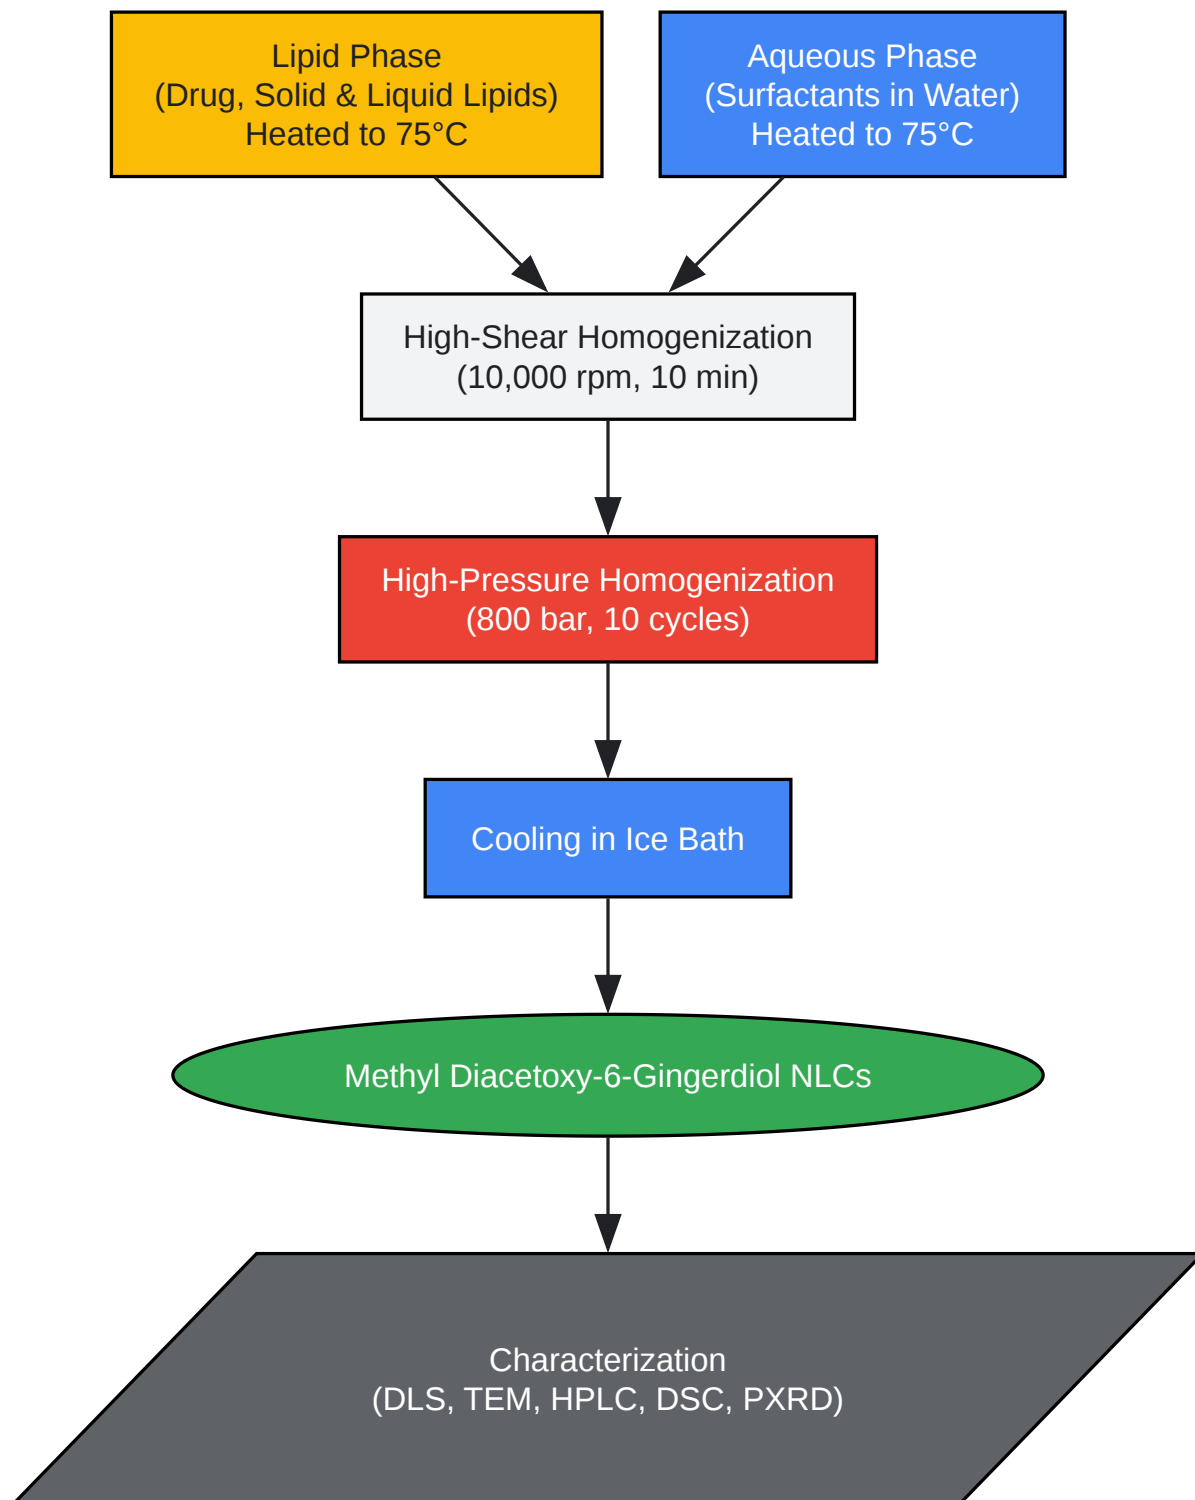 Lipid Phase
(Drug, Solid & Liquid Lipids)
Heated to 75°C
Aqueous Phase
(Surfactants in Water)
Heated to 75°C
High-Shear Homogenization
(10,000 rpm, 10 min)
High-Pressure Homogenization
(800 bar, 10 cycles)
Cooling in Ice Bath
Methyl Diacetoxy-6-Gingerdiol NLCs
Characterization
(DLS, TEM, HPLC, DSC, PXRD)